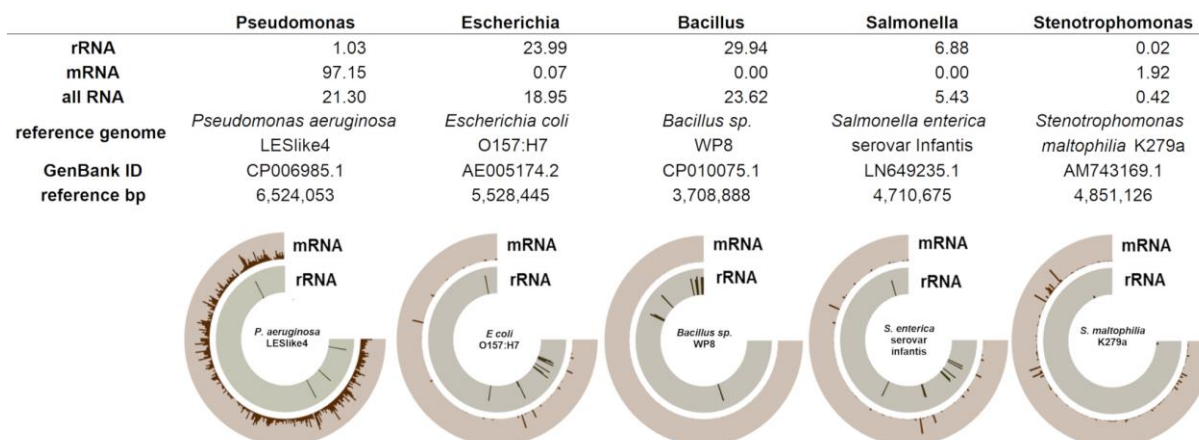 Pseudomonas Escherichia Bacillus Salmonella Stenotrophomonas
rRNA 1.03 23.99 29.94 6.88 0.02
mRNA 97.15 0.07 0.00 0.00 1.92
all RNA 21.30 18.95 23.62 5.43 0.42
reference genome Pseudomonas aeruginosa Escherichia coli Bacillus sp. Salmonella enterica Stenotrophomonas
LESlike4 O157:H7 WP8 serovar Infantis maltophilia K279a
GenBank ID CP006985.1 AE005174.2 CP010075.1 LN649235.1 AM743169.1
reference bp 6,524,053 5,528,445 3,708,888 4,710,675 4,851,126
mRNA mRNA mRNA mRNA mRNA
rRNA rRNA rRNA rRNA rRNA
P. aeruginosa E coli Bacillus sp. S. enterica S. maltophilia
LESlike4 O157:H7 WP8 serovar K279a
infantis